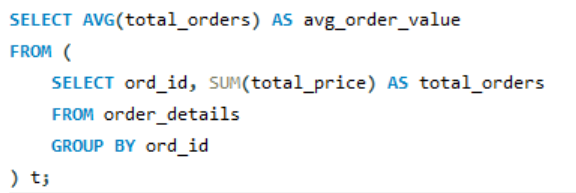 SELECT AVG(total_orders) AS avg_order_value
FROM (
    SELECT ord_id, SUM(total_price) AS total_orders
    FROM order_details
    GROUP BY ord_id
) t;